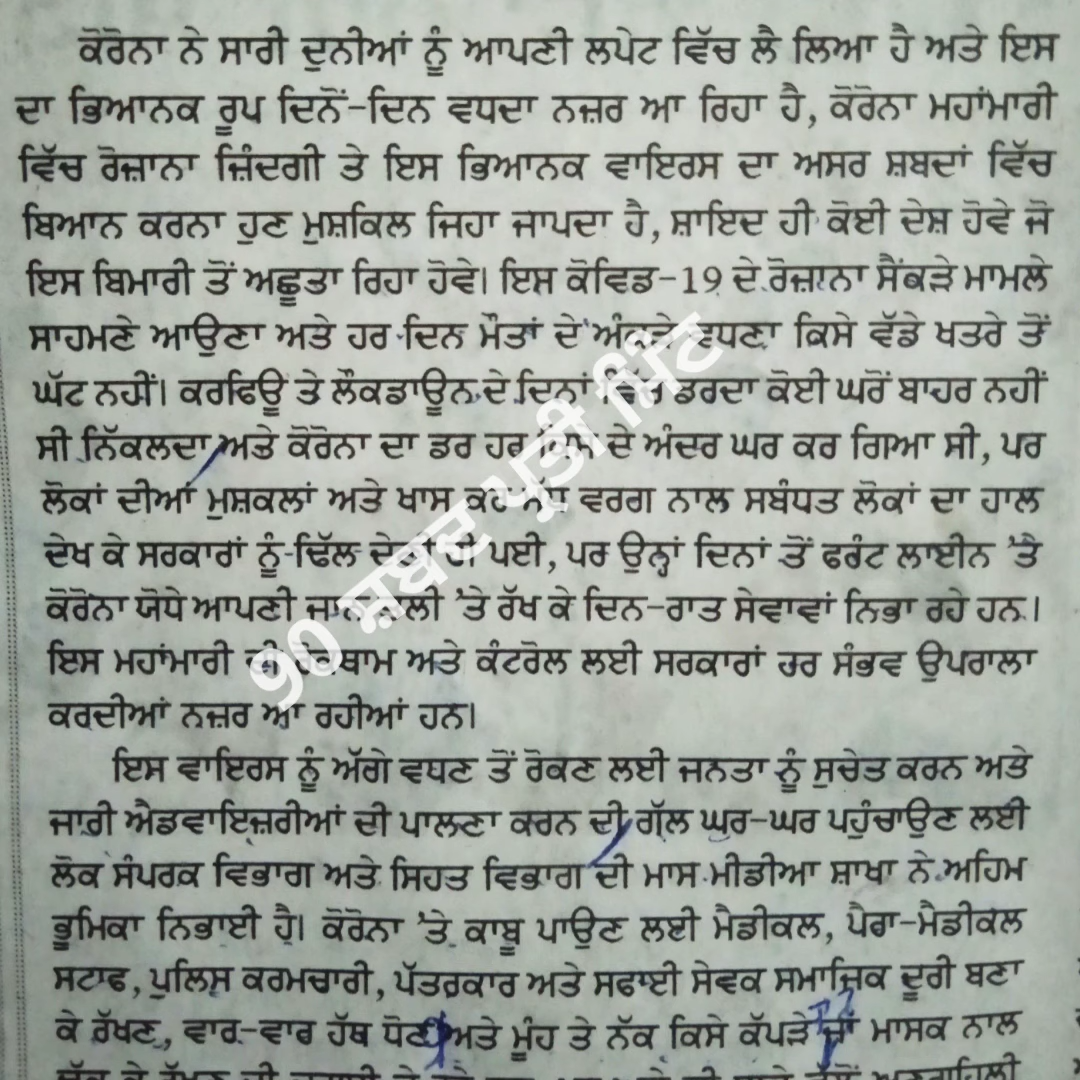 ਕੋਰੋਨਾ ਨੇ ਸਾਰੀ ਦੁਨੀਆਂ ਨੂੰ ਆਪਣੀ ਲਪੇਟ ਵਿੱਚ ਲੈ ਲਿਆ ਹੈ ਅਤੇ ਇਸ
ਦਾ ਭਿਆਨਕ ਰੂਪ ਦਿਨੋਂ-ਦਿਨ ਵਧਦਾ ਨਜ਼ਰ ਆ ਰਿਹਾ ਹੈ, ਕੋਰੋਨਾ ਮਹਾਂਮਾਰੀ
ਵਿੱਚ ਰੋਜ਼ਾਨਾ ਜ਼ਿੰਦਗੀ ਤੇ ਇਸ ਭਿਆਨਕ ਵਾਇਰਸ ਦਾ ਅਸਰ ਸ਼ਬਦਾਂ ਵਿੱਚ
ਬਿਆਨ ਕਰਨਾ ਹੁਣ ਮੁਸ਼ਕਿਲ ਜਿਹਾ ਜਾਪਦਾ ਹੈ, ਸ਼ਾਇਦ ਹੀ ਕੋਈ ਦੇਸ਼ ਹੋਵੇ ਜੋ
ਇਸ ਬਿਮਾਰੀ ਤੋਂ ਅਛੂਤਾ ਰਿਹਾ ਹੋਵੇ। ਇਸ ਕੋਵਿਡ-19 ਦੇ ਰੋਜ਼ਾਨਾ ਸੈਂਕੜੇ ਮਾਮਲੇ
ਸਾਹਮਣੇ ਆਉਣਾ ਅਤੇ ਹਰ ਦਿਨ ਮੌਤਾਂ ਦੇ ਵਧਣਾ ਕਿਸੇ ਵੱਡੇ ਖਤਰੇ ਤੋਂ
ਘੱਟ ਨਹੀਂ। ਕਰਫਿਊ ਤੇ ਲੌਕਡਾਊਨ ਦੇ ਦਿਨਾਂ ਵਿੱਚ ਡਰਦਾ ਕੋਈ ਘਰੋਂ ਬਾਹਰ ਨਹੀਂ
ਸੀ ਨਿੱਕਲਦਾ ਅਤੇ ਕੋਰੋਨਾ ਦਾ ਡਰ ਹਰ ਦੇ ਅੰਦਰ ਘਰ ਕਰ ਗਿਆ ਸੀ, ਪਰ
ਲੋਕਾਂ ਦੀਆਂ ਮੁਸ਼ਕਲਾਂ ਅਤੇ ਖਾਸ ਵਰਗ ਨਾਲ ਸਬੰਧਤ ਲੋਕਾਂ ਦਾ ਹਾਲ
ਦੇਖ ਕੇ ਸਰਕਾਰਾਂ ਨੂੰ ਢਿੱਲ ਪਈ, ਪਰ ਉਨ੍ਹਾਂ ਦਿਨਾਂ ਤੋਂ ਫਰੰਟ ਲਾਈਨ 'ਤੇ
ਕੋਰੋਨਾ ਯੋਧੇ ਆਪਣੀ ਜਾਨ 'ਤੇ ਰੱਖ ਕੇ ਦਿਨ-ਰਾਤ ਸੇਵਾਵਾਂ ਨਿਭਾ ਰਹੇ ਹਨ।
ਇਸ ਮਹਾਂਮਾਰੀ ਅਤੇ ਕੰਟਰੋਲ ਲਈ ਸਰਕਾਰਾਂ ਹਰ ਸੰਭਵ ਉਪਰਾਲਾ
ਕਰਦੀਆਂ ਨਜ਼ਰ ਆ ਰਹੀਆਂ ਹਨ।
90 ਸ਼ਬਦ ਪ੍ਰਤੀ ਮਿੰਟ
ਇਸ ਵਾਇਰਸ ਨੂੰ ਅੱਗੇ ਵਧਣ ਤੋਂ ਰੋਕਣ ਲਈ ਜਨਤਾ ਨੂੰ ਸੁਚੇਤ ਕਰਨ ਅਤੇ
ਜਾਰੀ ਐਡਵਾਇਜ਼ਰੀਆਂ ਦੀ ਪਾਲਣਾ ਕਰਨ ਦੀ ਗੱਲ ਘਰ-ਘਰ ਪਹੁੰਚਾਉਣ ਲਈ
ਲੋਕ ਸੰਪਰਕ ਵਿਭਾਗ ਅਤੇ ਸਿਹਤ ਵਿਭਾਗ ਦੀ ਮਾਸ ਮੀਡੀਆ ਸ਼ਾਖਾ ਨੇ ਅਹਿਮ
ਭੂਮਿਕਾ ਨਿਭਾਈ ਹੈ। ਕੋਰੋਨਾ 'ਤੇ ਕਾਬੂ ਪਾਉਣ ਲਈ ਮੈਡੀਕਲ, ਪੈਰਾ-ਮੈਡੀਕਲ
ਸਟਾਫ, ਪੁਲਿਸ ਕਰਮਚਾਰੀ, ਪੱਤਰਕਾਰ ਅਤੇ ਸਫਾਈ ਸੇਵਕ ਸਮਾਜਿਕ ਦੂਰੀ ਬਣਾ
ਕੇ ਰੱਖਣ, ਵਾਰ-ਵਾਰ ਹੱਥ ਧੋਣ ਅਤੇ ਮੂੰਹ ਤੇ ਨੱਕ ਕਿਸੇ ਕੱਪੜੇ ਜਾਂ ਮਾਸਕ ਨਾਲ